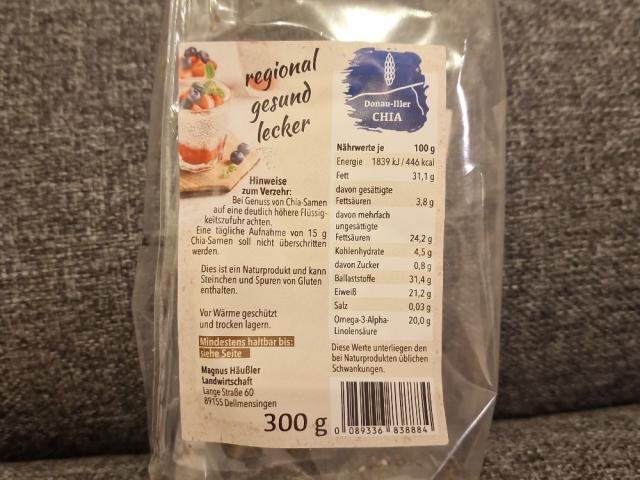 regional
gesund
lecker
Donau-Iller
CHIA
Hinweise
zum Verzehr:
Bei Genuss von Chia-Samen
auf eine deutlich höhere Flüssig-
keitszufuhr achten.
Eine tägliche Aufnahme von 15 g
Chia-Samen soll nicht überschritten
werden.
Dies ist ein Naturprodukt und kann
Steinchen und Spuren von Gluten
enthalten.
Vor Wärme geschützt
und trocken lagern.
Mindestens haltbar bis:
siehe Seite
Magnus Häußler
Landwirtschaft
Lange Straße 60
89155 Dellmensingen
300 g
Nährwerte je 100 g
Energie 1839 kJ / 446 kcal
Fett 31,1 g
davon gesättigte
Fettsäuren 3,8 g
davon mehrfach
ungesättigte
Fettsäuren 24,2 g
Kohlenhydrate 4,5 g
davon Zucker 0,8 g
Ballaststoffe 31,4 g
Eiweiß 21,2 g
Salz 0,03 g
Omega-3-Alpha- 20,0 g
Linolensäure
Diese Werte unterliegen den
bei Naturprodukten üblichen
Schwankungen.
0 089336 838884